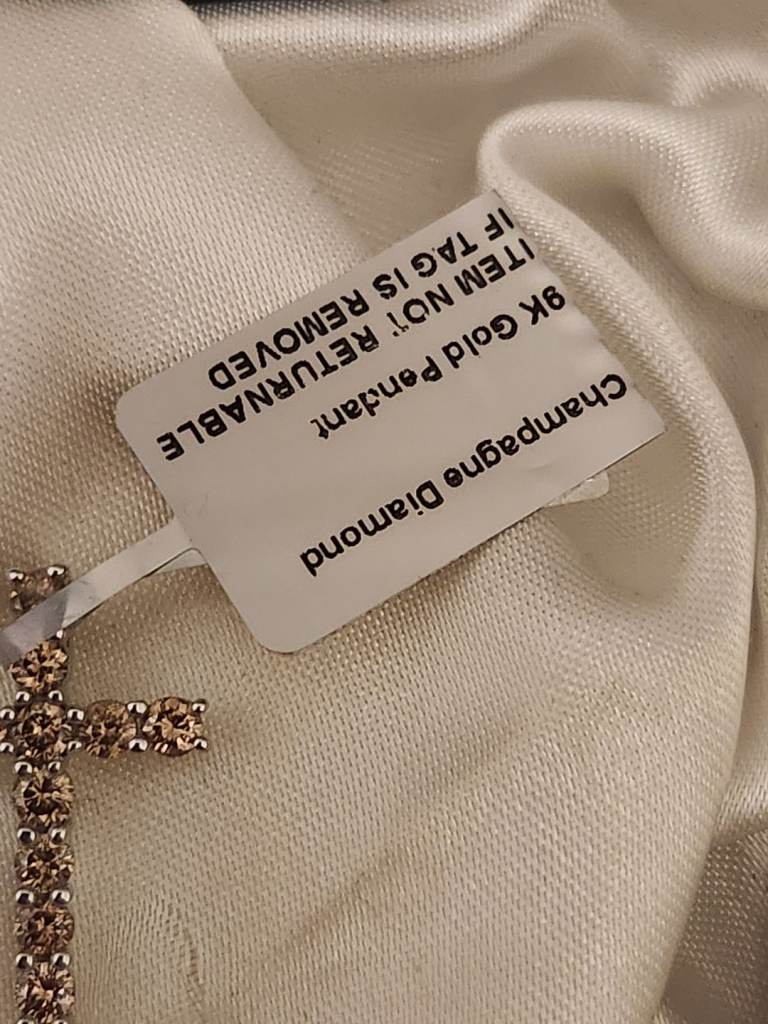 Champagne Diamond
9K Gold Pendant
ITEM NOT RETURNABLE
IF TAG IS REMOVED